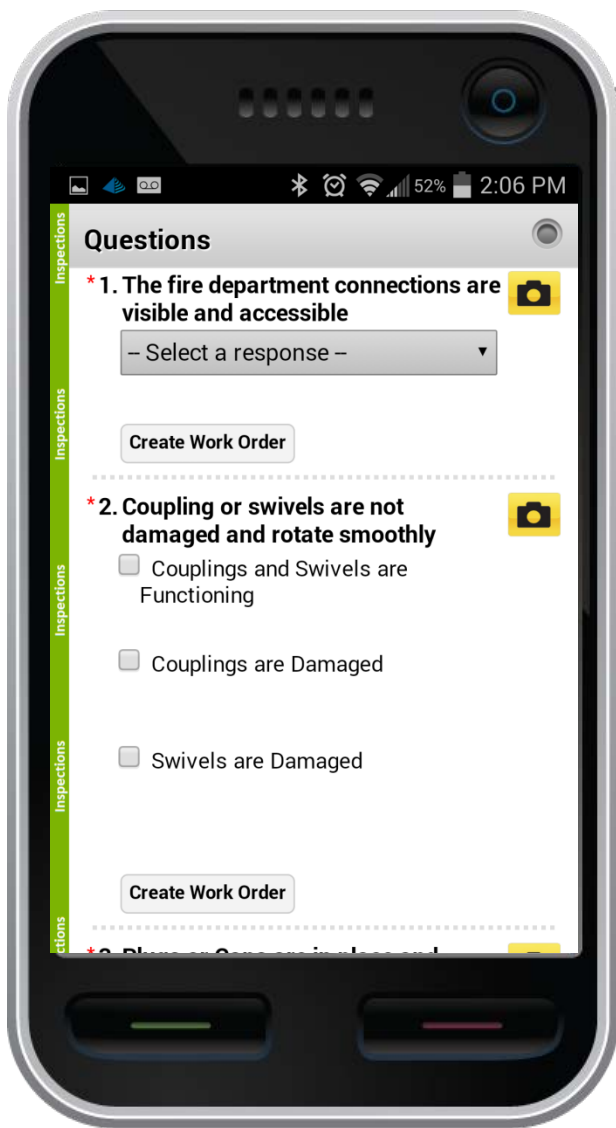 52% 2:06 PM
Questions
* 1. The fire department connections are
visible and accessible
– Select a response –
Create Work Order
* 2. Coupling or swivels are not
damaged and rotate smoothly
Couplings and Swivels are
Functioning
Couplings are Damaged
Swivels are Damaged
Create Work Order
Inspections
Inspections
Inspections
Inspections